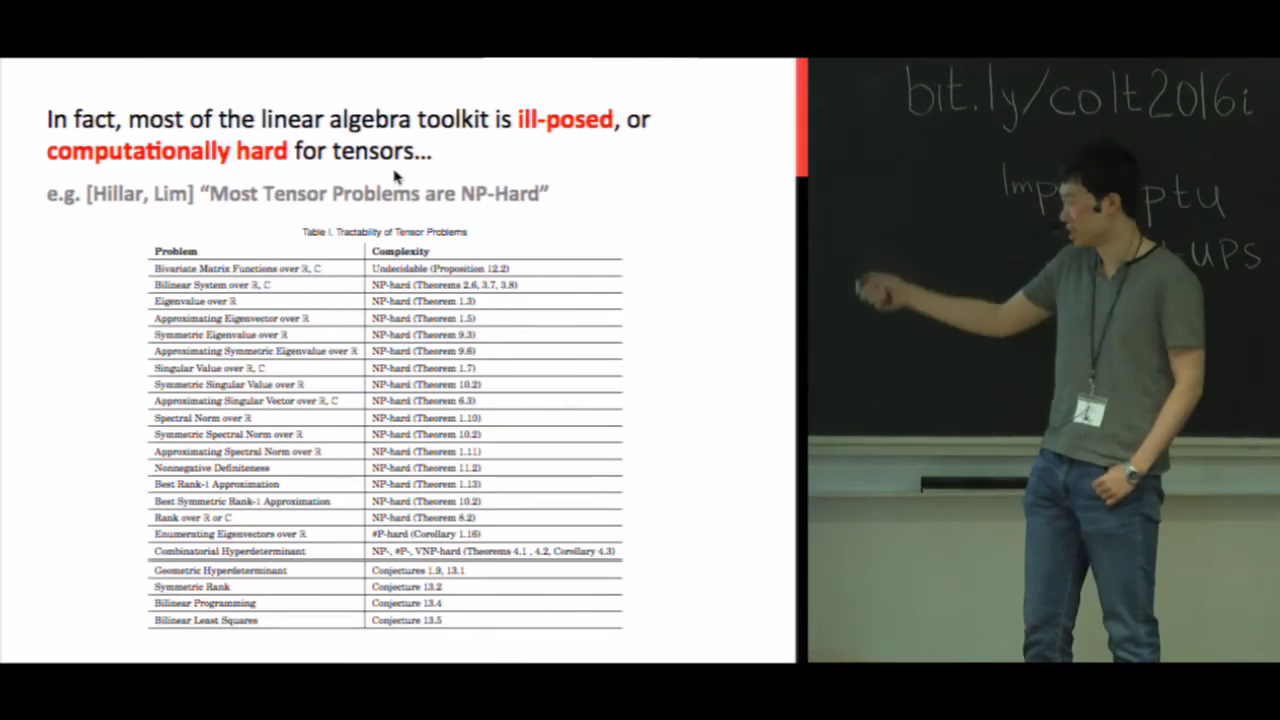 In fact, most of the linear algebra toolkit is ill-posed, or
computationally hard for tensors...
e.g. [Hillar, Lim] “Most Tensor Problems are NP-Hard”
Table I. Tractability of Tensor Problems
Problem Complexity
Bivariate Matrix Functions over ℝ, ℂ Undecidable (Proposition 12.2)
Bilinear System over ℝ, ℂ NP-hard (Theorems 2.6, 3.7, 3.8)
Eigenvalue over ℝ NP-hard (Theorem 1.3)
Approximating Eigenvector over ℝ NP-hard (Theorem 1.5)
Symmetric Eigenvalue over ℝ NP-hard (Theorem 9.3)
Approximating Symmetric Eigenvalue over ℝ NP-hard (Theorem 9.6)
Singular Value over ℝ, ℂ NP-hard (Theorem 1.7)
Symmetric Singular Value over ℝ NP-hard (Theorem 10.2)
Approximating Singular Vector over ℝ, ℂ NP-hard (Theorem 6.3)
Spectral Norm over ℝ NP-hard (Theorem 1.10)
Symmetric Spectral Norm over ℝ NP-hard (Theorem 10.2)
Approximating Spectral Norm over ℝ NP-hard (Theorem 1.11)
Nonnegative Definiteness NP-hard (Theorem 11.2)
Best Rank-1 Approximation NP-hard (Theorem 1.13)
Best Symmetric Rank-1 Approximation NP-hard (Theorem 10.2)
Rank over ℝ or ℂ NP-hard (Theorem 8.2)
Enumerating Eigenvectors over ℝ #P-hard (Corollary 1.16)
Combinatorial Hyperdeterminant NP-, #P-, VNP-hard (Theorems 4.1 , 4.2, Corollary 4.3)
Geometric Hyperdeterminant Conjectures 1.9, 13.1
Symmetric Rank Conjecture 13.2
Bilinear Programming Conjecture 13.4
Bilinear Least Squares Conjecture 13.5
bit.ly/colt2016i
Imp ptu
-ups